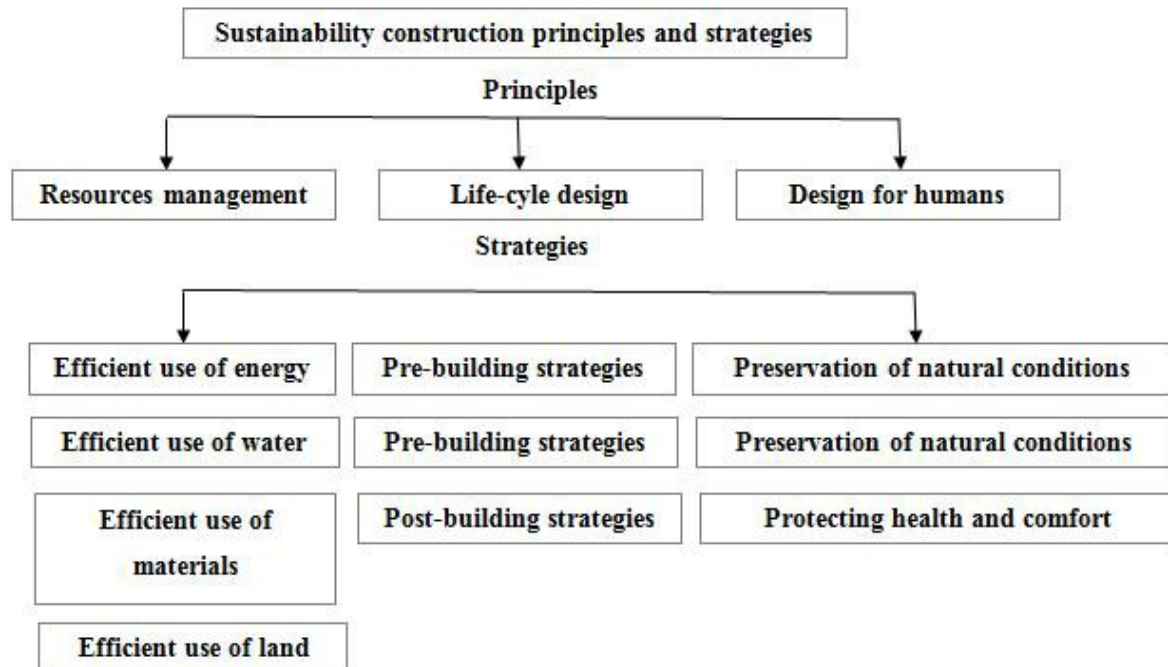 Sustainability construction principles and strategies
Principles
Resources management
Life-cyle design
Design for humans
Strategies
Efficient use of energy
Pre-building strategies
Preservation of natural conditions
Efficient use of water
Pre-building strategies
Preservation of natural conditions
Efficient use of
materials
Post-building strategies
Protecting health and comfort
Efficient use of land